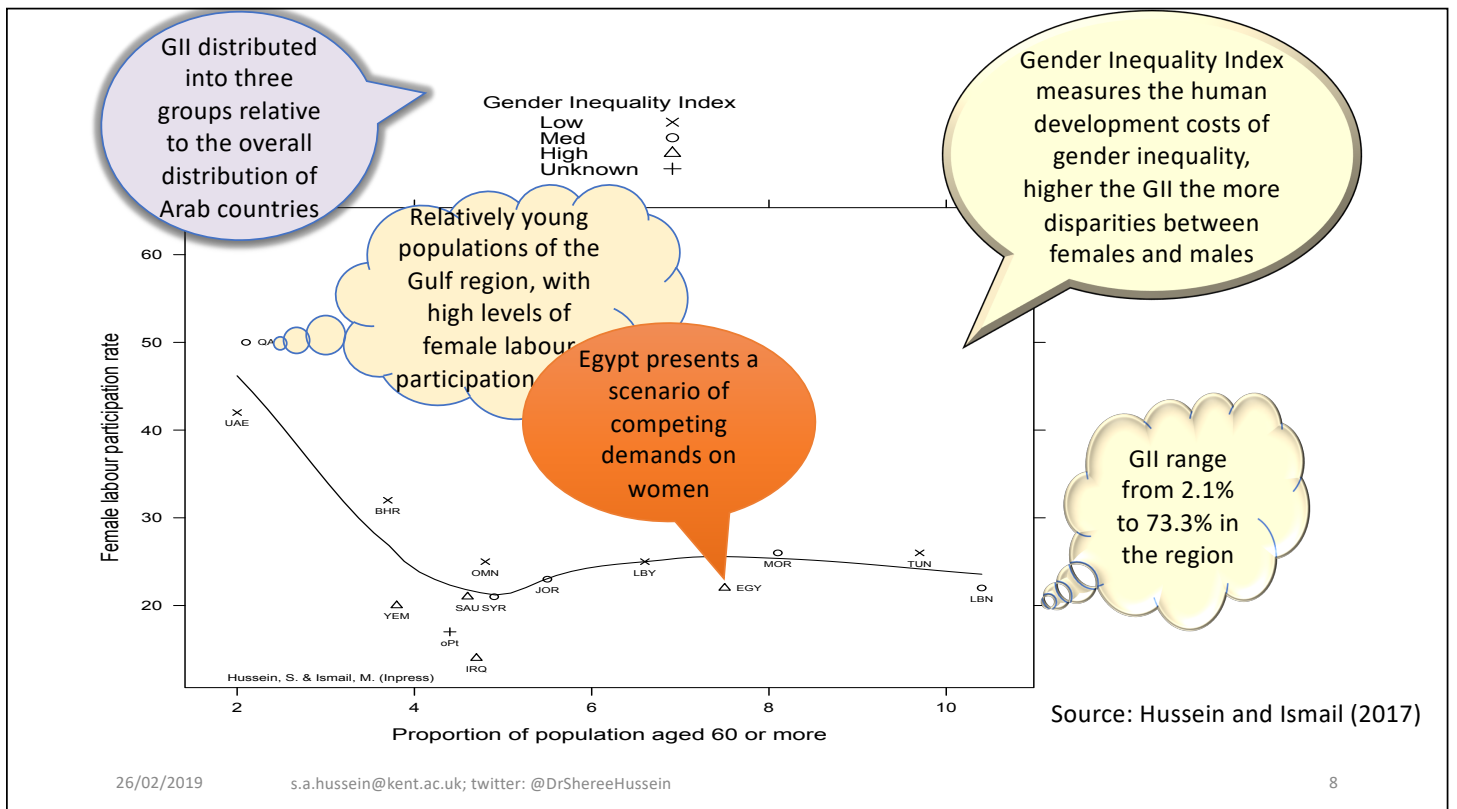 GII distributed
into three
groups relative
to the overall
distribution of
Arab countries
Gender Inequality Index
Low
Med
High
Unknown
Gender Inequality Index
measures the human
development costs of
gender inequality,
higher the GII the more
disparities between
females and males
Relatively young
populations of the
Gulf region, with
high levels of
female labour
participation
Egypt presents a
scenario of
competing
demands on
women
GII range
from 2.1%
to 73.3% in
the region
Female labour participation rate
60
50
40
30
20
QA
UAE
BHR
OMN
YEM
SAU
SYR
JOR
LBY
EGY
MOR
TUN
LBN
oPt
IRQ
Hussein, S. & Ismail, M. (Inpress)
2
4
6
8
10
Proportion of population aged 60 or more
Source: Hussein and Ismail (2017)
26/02/2019
s.a.hussein@kent.ac.uk; twitter: @DrShereeHussein
8